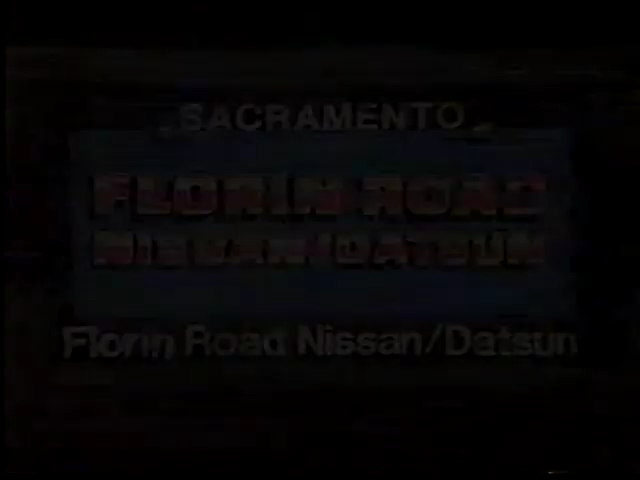 SACRAMENTO
FLORIN ROAD
NISSAN/DATSUN
Florin Road Nissan/Datsun